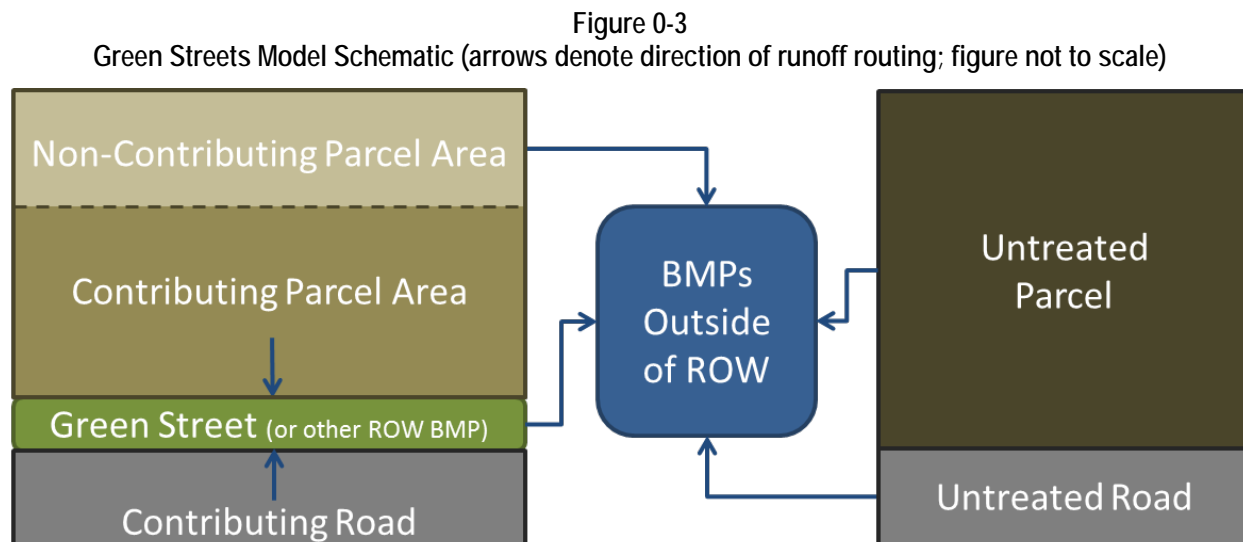 Figure 0-3
Green Streets Model Schematic (arrows denote direction of runoff routing; figure not to scale)
Non-Contributing Parcel Area
Contributing Parcel Area
Green Street (or other ROW BMP)
Contributing Road
BMPs
Outside
of ROW
Untreated
Parcel
Untreated Road